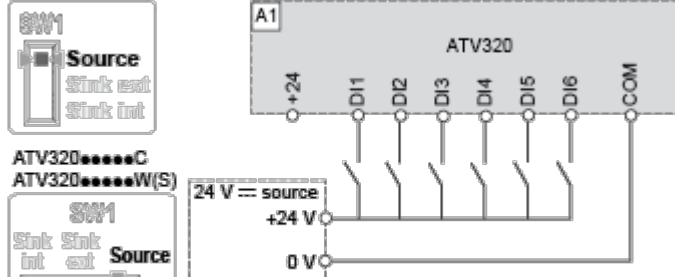 SW1
Source
Sink ext
Sink int
ATV320●●●●●C
ATV320●●●●●W(S)
SW1
Sink int
Sink ext
Source
A1
ATV320
+24
DI1
DI2
DI3
DI4
DI5
DI6
COM
24 V ⎓ source
+24 V
0 V